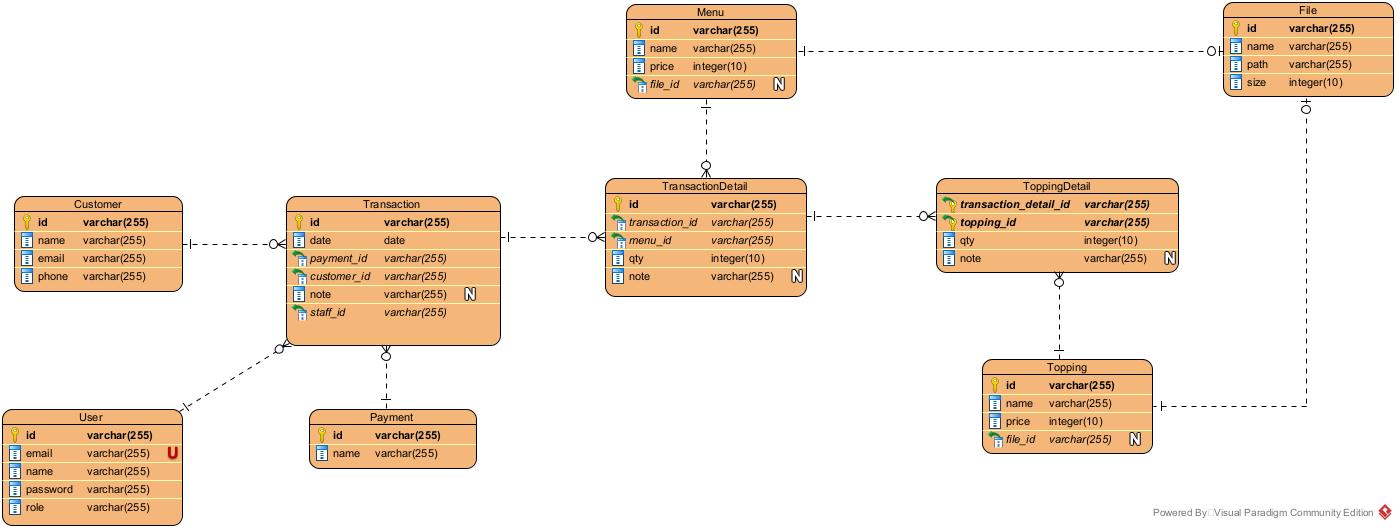 Menu
id varchar(255)
name varchar(255)
price integer(10)
file_id varchar(255) N
File
id varchar(255)
name varchar(255)
path varchar(255)
size integer(10)
Customer
id varchar(255)
name varchar(255)
email varchar(255)
phone varchar(255)
Transaction
id varchar(255)
date date
payment_id varchar(255)
customer_id varchar(255)
note varchar(255) N
staff_id varchar(255)
TransactionDetail
id varchar(255)
transaction_id varchar(255)
menu_id varchar(255)
qty integer(10)
note varchar(255) N
ToppingDetail
transaction_detail_id varchar(255)
topping_id varchar(255)
qty integer(10)
note varchar(255) N
User
id varchar(255)
email varchar(255) U
name varchar(255)
password varchar(255)
role varchar(255)
Payment
id varchar(255)
name varchar(255)
Topping
id varchar(255)
name varchar(255)
price integer(10)
file_id varchar(255) N
Powered By Visual Paradigm Community Edition